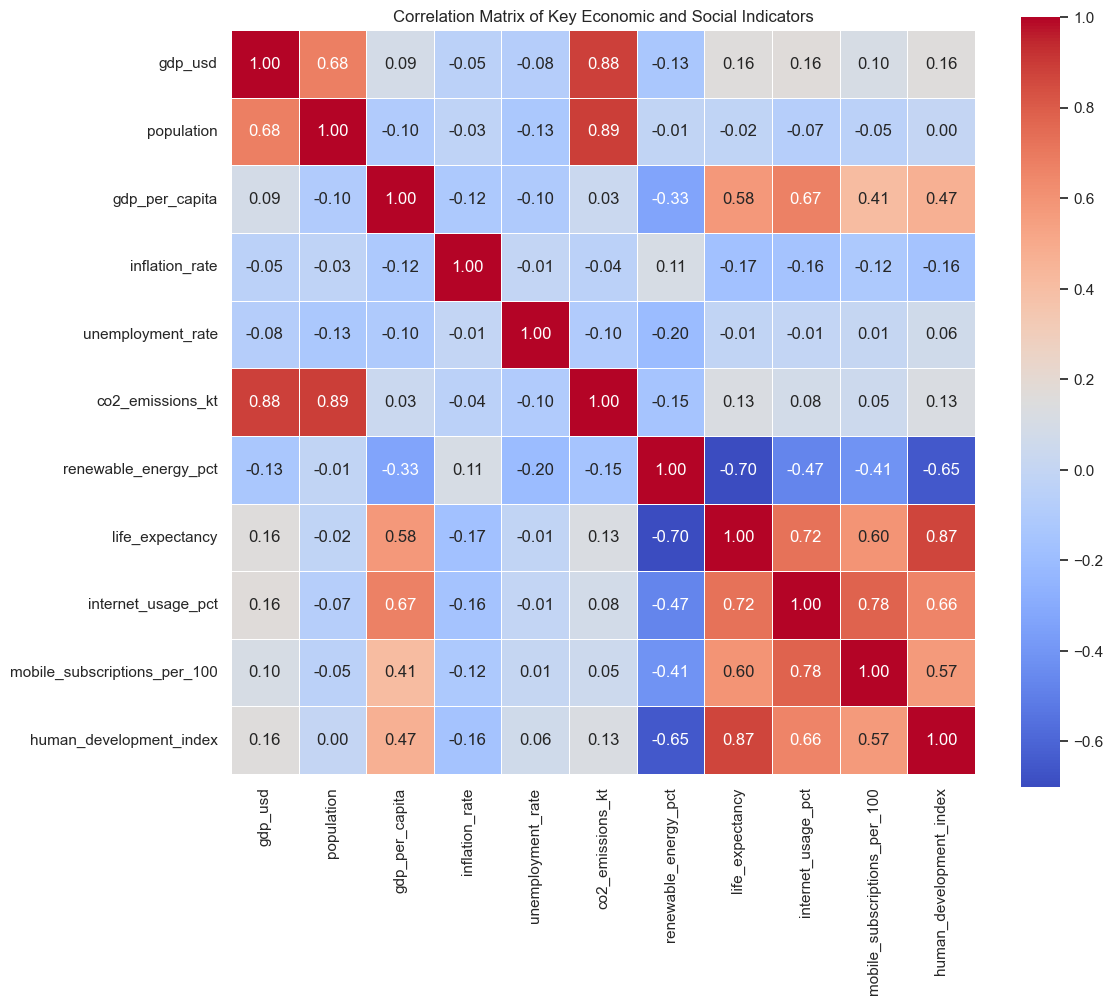 Correlation Matrix of Key Economic and Social Indicators
gdp_usd 1.00 0.68 0.09 -0.05 -0.08 0.88 -0.13 0.16 0.16 0.10 0.16
population 0.68 1.00 -0.10 -0.03 -0.13 0.89 -0.01 -0.02 -0.07 -0.05 0.00
gdp_per_capita 0.09 -0.10 1.00 -0.12 -0.10 0.03 -0.33 0.58 0.67 0.41 0.47
inflation_rate -0.05 -0.03 -0.12 1.00 -0.01 -0.04 0.11 -0.17 -0.16 -0.12 -0.16
unemployment_rate -0.08 -0.13 -0.10 -0.01 1.00 -0.10 -0.20 -0.01 -0.01 0.01 0.06
co2_emissions_kt 0.88 0.89 0.03 -0.04 -0.10 1.00 -0.15 0.13 0.08 0.05 0.13
renewable_energy_pct -0.13 -0.01 -0.33 0.11 -0.20 -0.15 1.00 -0.70 -0.47 -0.41 -0.65
life_expectancy 0.16 -0.02 0.58 -0.17 -0.01 0.13 -0.70 1.00 0.72 0.60 0.87
internet_usage_pct 0.16 -0.07 0.67 -0.16 -0.01 0.08 -0.47 0.72 1.00 0.78 0.66
mobile_subscriptions_per_100 0.10 -0.05 0.41 -0.12 0.01 0.05 -0.41 0.60 0.78 1.00 0.57
human_development_index 0.16 0.00 0.47 -0.16 0.06 0.13 -0.65 0.87 0.66 0.57 1.00
gdp_usd
population
gdp_per_capita
inflation_rate
unemployment_rate
co2_emissions_kt
renewable_energy_pct
life_expectancy
internet_usage_pct
mobile_subscriptions_per_100
human_development_index
1.0
0.8
0.6
0.4
0.2
0.0
−0.2
−0.4
−0.6